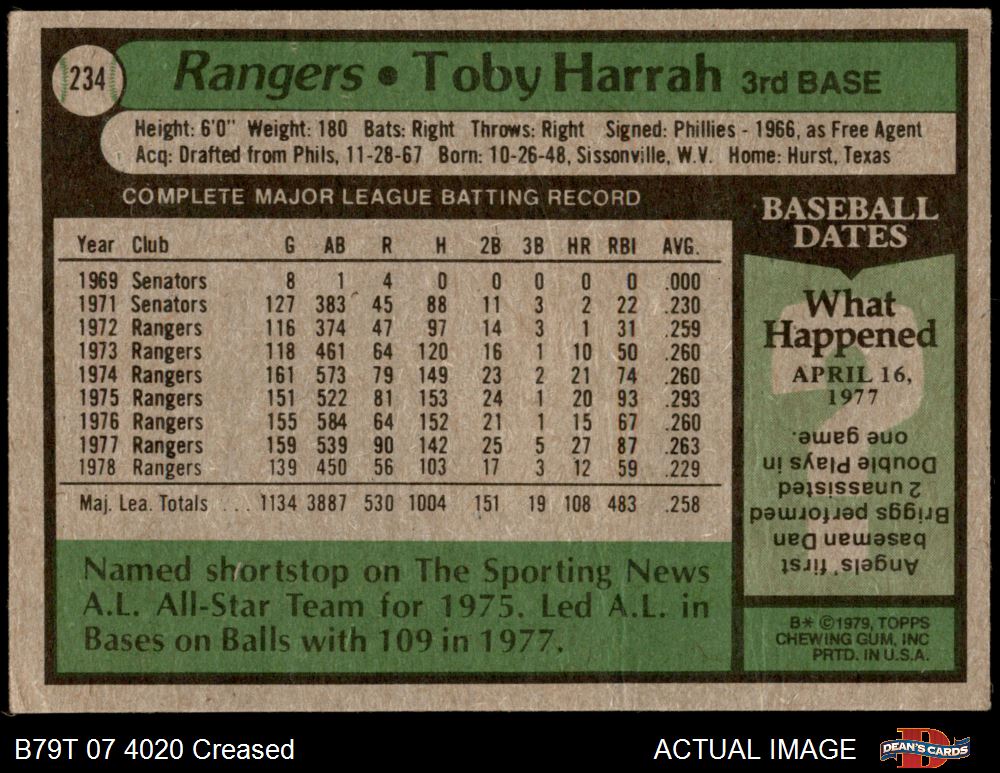 234
Rangers • Toby Harrah 3rd BASE
Height: 6'0" Weight: 180 Bats: Right Throws: Right Signed: Phillies - 1966, as Free Agent
Acq: Drafted from Phils, 11-28-67 Born: 10-26-48, Sissonville, W.V. Home: Hurst, Texas
COMPLETE MAJOR LEAGUE BATTING RECORD
Year Club G AB R H 2B 3B HR RBI AVG.
1969 Senators 8 1 4 0 0 0 0 0 .000
1971 Senators 127 383 45 88 11 3 2 22 .230
1972 Rangers 116 374 47 97 14 3 1 31 .259
1973 Rangers 118 461 64 120 16 1 10 50 .260
1974 Rangers 161 573 79 149 23 2 21 74 .260
1975 Rangers 151 522 81 153 24 1 20 93 .293
1976 Rangers 155 584 64 152 21 1 15 67 .260
1977 Rangers 159 539 90 142 25 5 27 87 .263
1978 Rangers 139 450 56 103 17 3 12 59 .229
Maj. Lea. Totals ... 1134 3887 530 1004 151 19 108 483 .258
Named shortstop on The Sporting News
A.L. All-Star Team for 1975. Led A.L. in
Bases on Balls with 109 in 1977.
BASEBALL
DATES
What
Happened
APRIL 16,
1977
Angels' first
baseman Dan
Briggs performed
2 unassisted
Double Plays in
one game.
B* ©1979, TOPPS
CHEWING GUM, INC
PRTD. IN U.S.A.
B79T 07 4020 Creased
ACTUAL IMAGE
DEAN'S CARDS